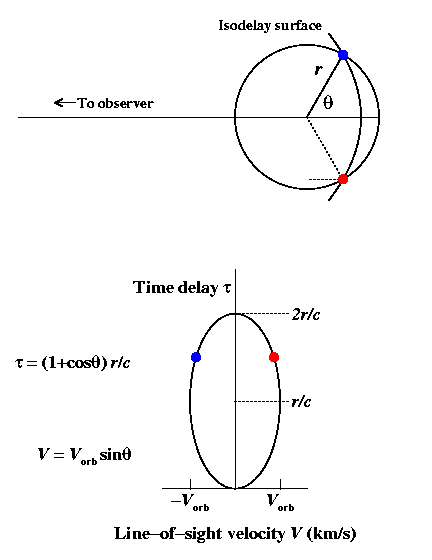 Isodelay surface
r
θ
←To observer
Time delay τ
2r/c
τ = (1+cosθ) r/c
r/c
V = Vorb sinθ
−Vorb Vorb
Line−of−sight velocity V (km/s)